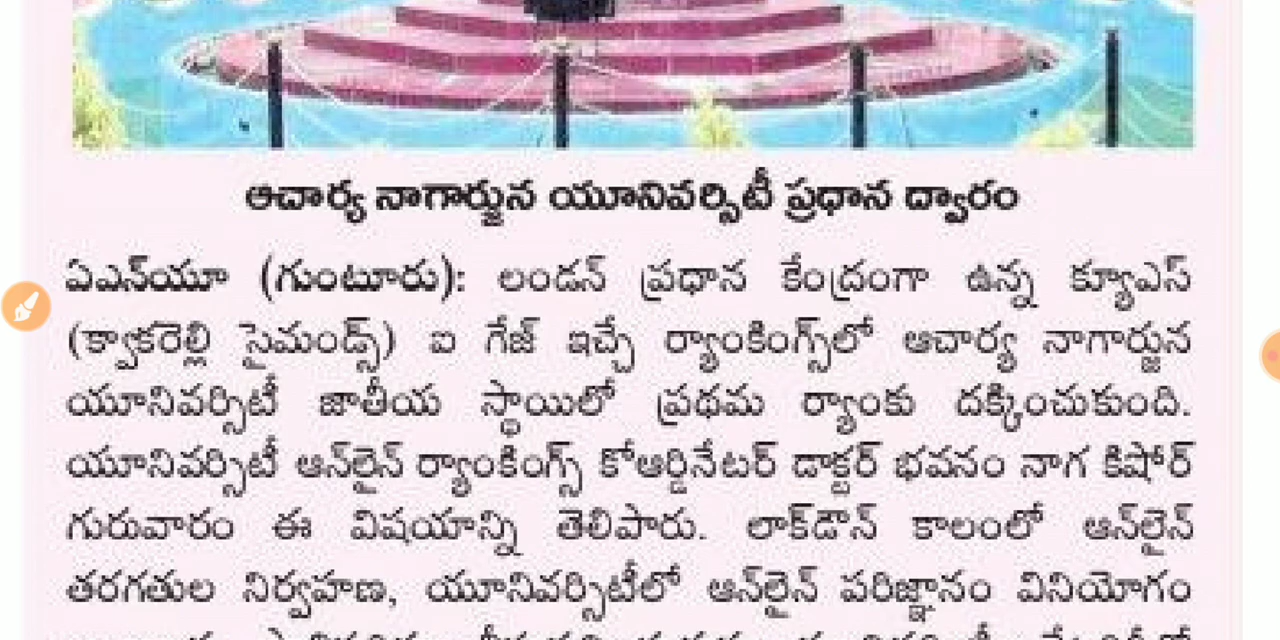 ఆచార్య నాగార్జున యూనివర్సిటీ ప్రధాన ద్వారం
ఏఎన్‌యూ (గుంటూరు): లండన్ ప్రధాన కేంద్రంగా ఉన్న క్యూఎస్
(క్వాకరెల్లి సైమండ్స్) ఐ గేజ్ ఇచ్చే ర్యాంకింగ్స్‌లో ఆచార్య నాగార్జున
యూనివర్సిటీ జాతీయ స్థాయిలో ప్రథమ ర్యాంకు దక్కించుకుంది.
యూనివర్సిటీ ఆన్‌లైన్ ర్యాంకింగ్స్ కోఆర్డినేటర్ డాక్టర్ భవనం నాగ కిషోర్
గురువారం ఈ విషయాన్ని తెలిపారు. లాక్‌డౌన్ కాలంలో ఆన్‌లైన్
తరగతుల నిర్వహణ, యూనివర్సిటీలో ఆన్‌లైన్ పరిజ్ఞానం వినియోగం